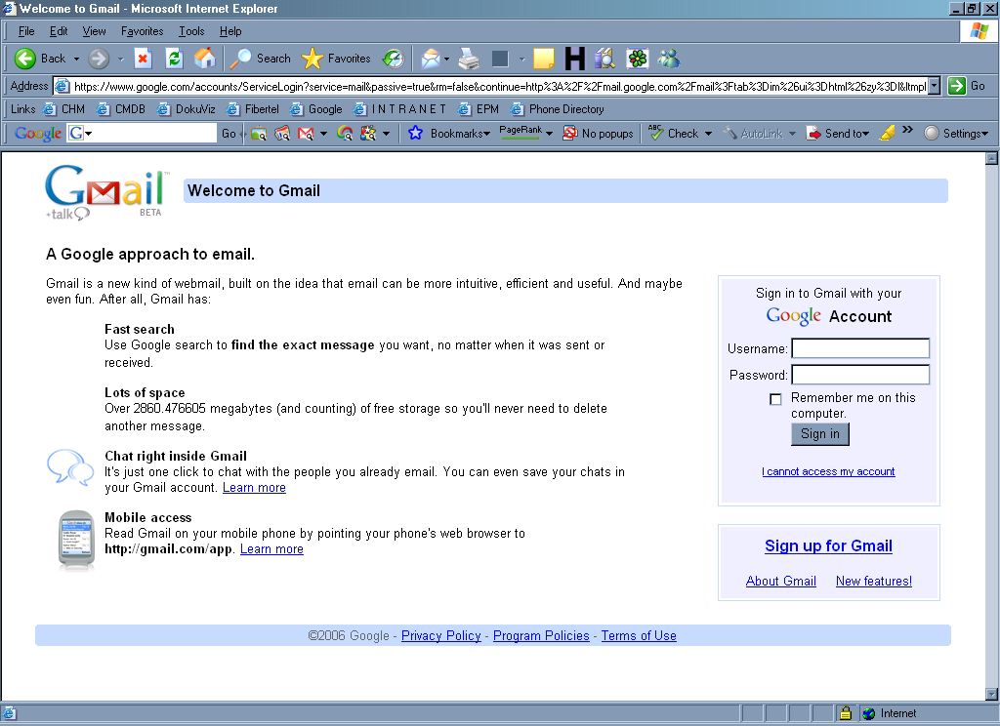 Welcome to Gmail - Microsoft Internet Explorer
File Edit View Favorites Tools Help
Back Search Favorites H
Address https://www.google.com/accounts/ServiceLogin?service=mail&passive=true&rm=false&continue=http%3A%2F%2Fmail.google.com%2Fmail%3Ftab%3Dim%26ui%3Dhtml%26zy%3Dl&ltmpl Go
Links CHM CMDB DokuViz Fibertel Google I N T R A N E T EPM Phone Directory
Google G Go Bookmarks PageRank No popups ABC Check AutoLink Send to Settings
Gmail™
+talk BETA
Welcome to Gmail
A Google approach to email.
Gmail is a new kind of webmail, built on the idea that email can be more intuitive, efficient and useful. And maybe
even fun. After all, Gmail has:
Fast search
Use Google search to find the exact message you want, no matter when it was sent or
received.
Lots of space
Over 2860.476605 megabytes (and counting) of free storage so you'll never need to delete
another message.
Chat right inside Gmail
It's just one click to chat with the people you already email. You can even save your chats in
your Gmail account. Learn more
Mobile access
Read Gmail on your mobile phone by pointing your phone's web browser to
http://gmail.com/app. Learn more
Sign in to Gmail with your
Google Account
Username:
Password:
Remember me on this
computer.
Sign in
I cannot access my account
Sign up for Gmail
About Gmail New features!
©2006 Google - Privacy Policy - Program Policies - Terms of Use
Internet